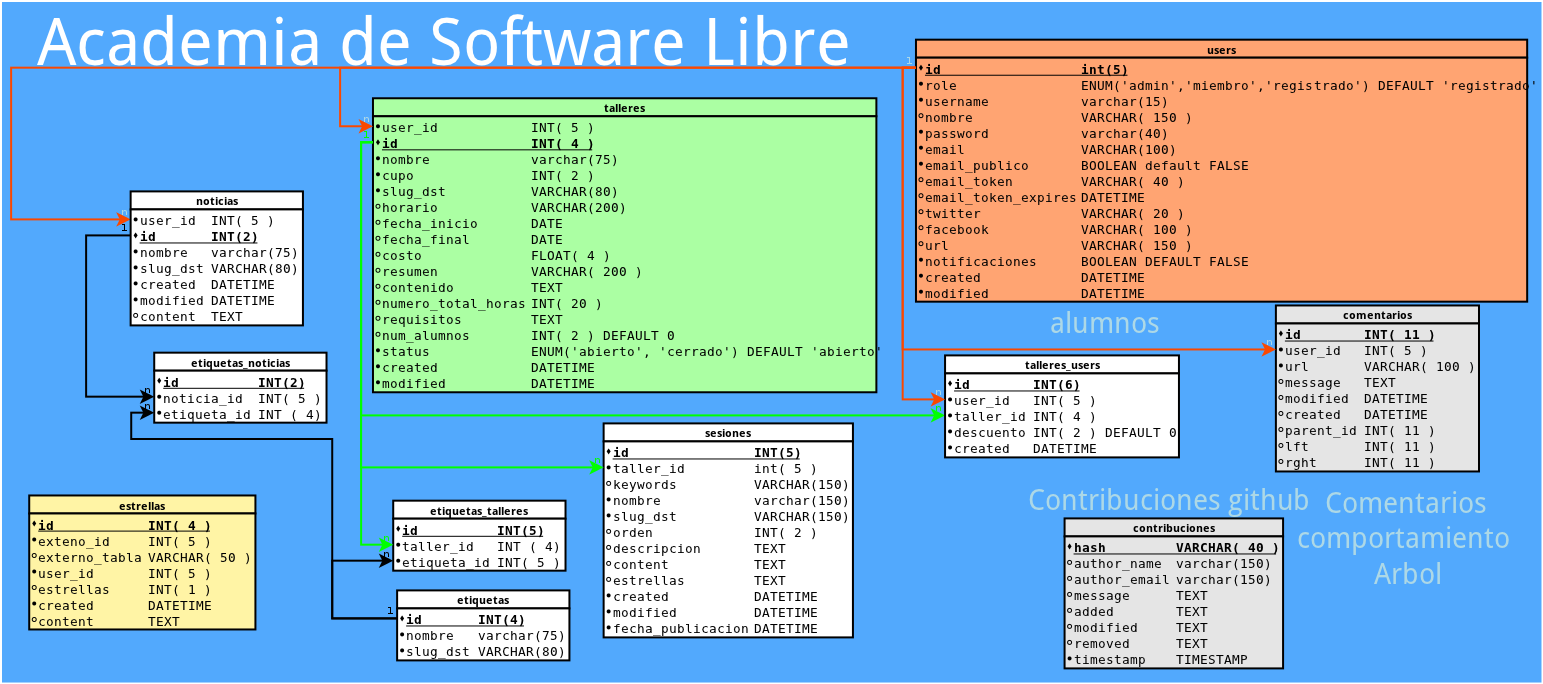 Academia de Software Libre
users
id int(5)
role ENUM('admin','miembro','registrado') DEFAULT 'registrado'
username varchar(15)
nombre VARCHAR( 150 )
password varchar(40)
email VARCHAR(100)
email_publico BOOLEAN default FALSE
email_token VARCHAR( 40 )
email_token_expires DATETIME
twitter VARCHAR( 20 )
facebook VARCHAR( 100 )
url VARCHAR( 150 )
notificaciones BOOLEAN DEFAULT FALSE
created DATETIME
modified DATETIME
talleres
user_id INT( 5 )
id INT( 4 )
nombre varchar(75)
cupo INT( 2 )
slug_dst VARCHAR(80)
horario VARCHAR(200)
fecha_inicio DATE
fecha_final DATE
costo FLOAT( 4 )
resumen VARCHAR( 200 )
contenido TEXT
numero_total_horas INT( 20 )
requisitos TEXT
num_alumnos INT( 2 ) DEFAULT 0
status ENUM('abierto', 'cerrado') DEFAULT 'abierto'
created DATETIME
modified DATETIME
noticias
user_id INT( 5 )
id INT(2)
nombre varchar(75)
slug_dst VARCHAR(80)
created DATETIME
modified DATETIME
content TEXT
etiquetas_noticias
id INT(2)
noticia_id INT( 5 )
etiqueta_id INT ( 4)
alumnos
talleres_users
id INT(6)
user_id INT( 5 )
taller_id INT( 4 )
descuento INT( 2 ) DEFAULT 0
created DATETIME
comentarios
id INT( 11 )
user_id INT( 5 )
url VARCHAR( 100 )
message TEXT
modified DATETIME
created DATETIME
parent_id INT( 11 )
lft INT( 11 )
rght INT( 11 )
Comentarios
comportamiento
Arbol
sesiones
id INT(5)
taller_id int( 5 )
keywords VARCHAR(150)
nombre varchar(150)
slug_dst VARCHAR(150)
orden INT( 2 )
descripcion TEXT
content TEXT
estrellas TEXT
created DATETIME
modified DATETIME
fecha_publicacion DATETIME
estrellas
id INT( 4 )
exteno_id INT( 5 )
externo_tabla VARCHAR( 50 )
user_id INT( 5 )
estrellas INT( 1 )
created DATETIME
content TEXT
etiquetas_talleres
id INT(5)
taller_id INT ( 4)
etiqueta_id INT( 5 )
etiquetas
id INT(4)
nombre varchar(75)
slug_dst VARCHAR(80)
Contribuciones github
contribuciones
hash VARCHAR( 40 )
author_name varchar(150)
author_email varchar(150)
message TEXT
added TEXT
modified TEXT
removed TEXT
timestamp TIMESTAMP